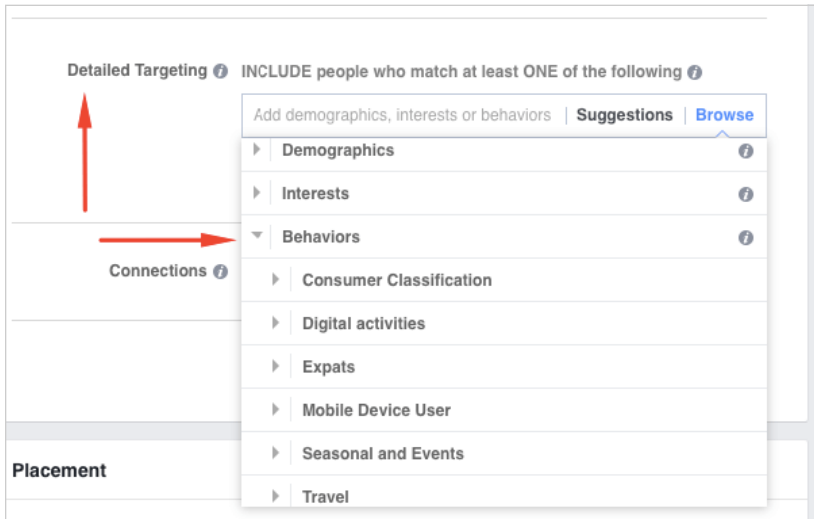 Detailed Targeting INCLUDE people who match at least ONE of the following
Add demographics, interests or behaviors | Suggestions | Browse
Demographics
Interests
Behaviors
Consumer Classification
Connections
Digital activities
Expats
Mobile Device User
Seasonal and Events
Placement
Travel